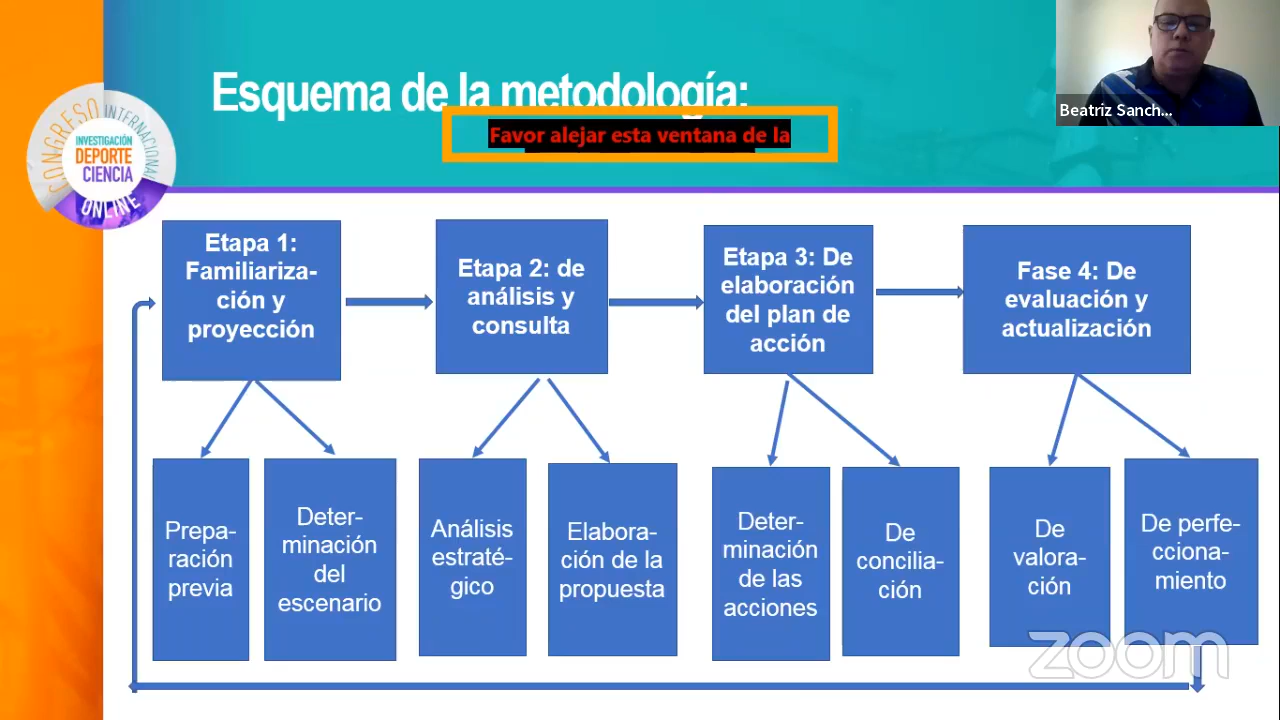 Esquema de la metodología:
Favor alejar esta ventana de la
Beatriz Sanch...
CONGRESO INTERNACIONAL
INVESTIGACIÓN
DEPORTE
CIENCIA
ONLINE
Etapa 1:
Familiariza-
ción y
proyección
Etapa 2: de
análisis y
consulta
Etapa 3: De
elaboración
del plan de
acción
Fase 4: De
evaluación y
actualización
Prepa-
ración
previa
Deter-
minación
del
escenario
Análisis
estraté-
gico
Elabora-
ción de la
propuesta
Deter-
minación
de las
acciones
De
concilia-
ción
De
valora-
ción
De perfe-
cciona-
miento
zoom